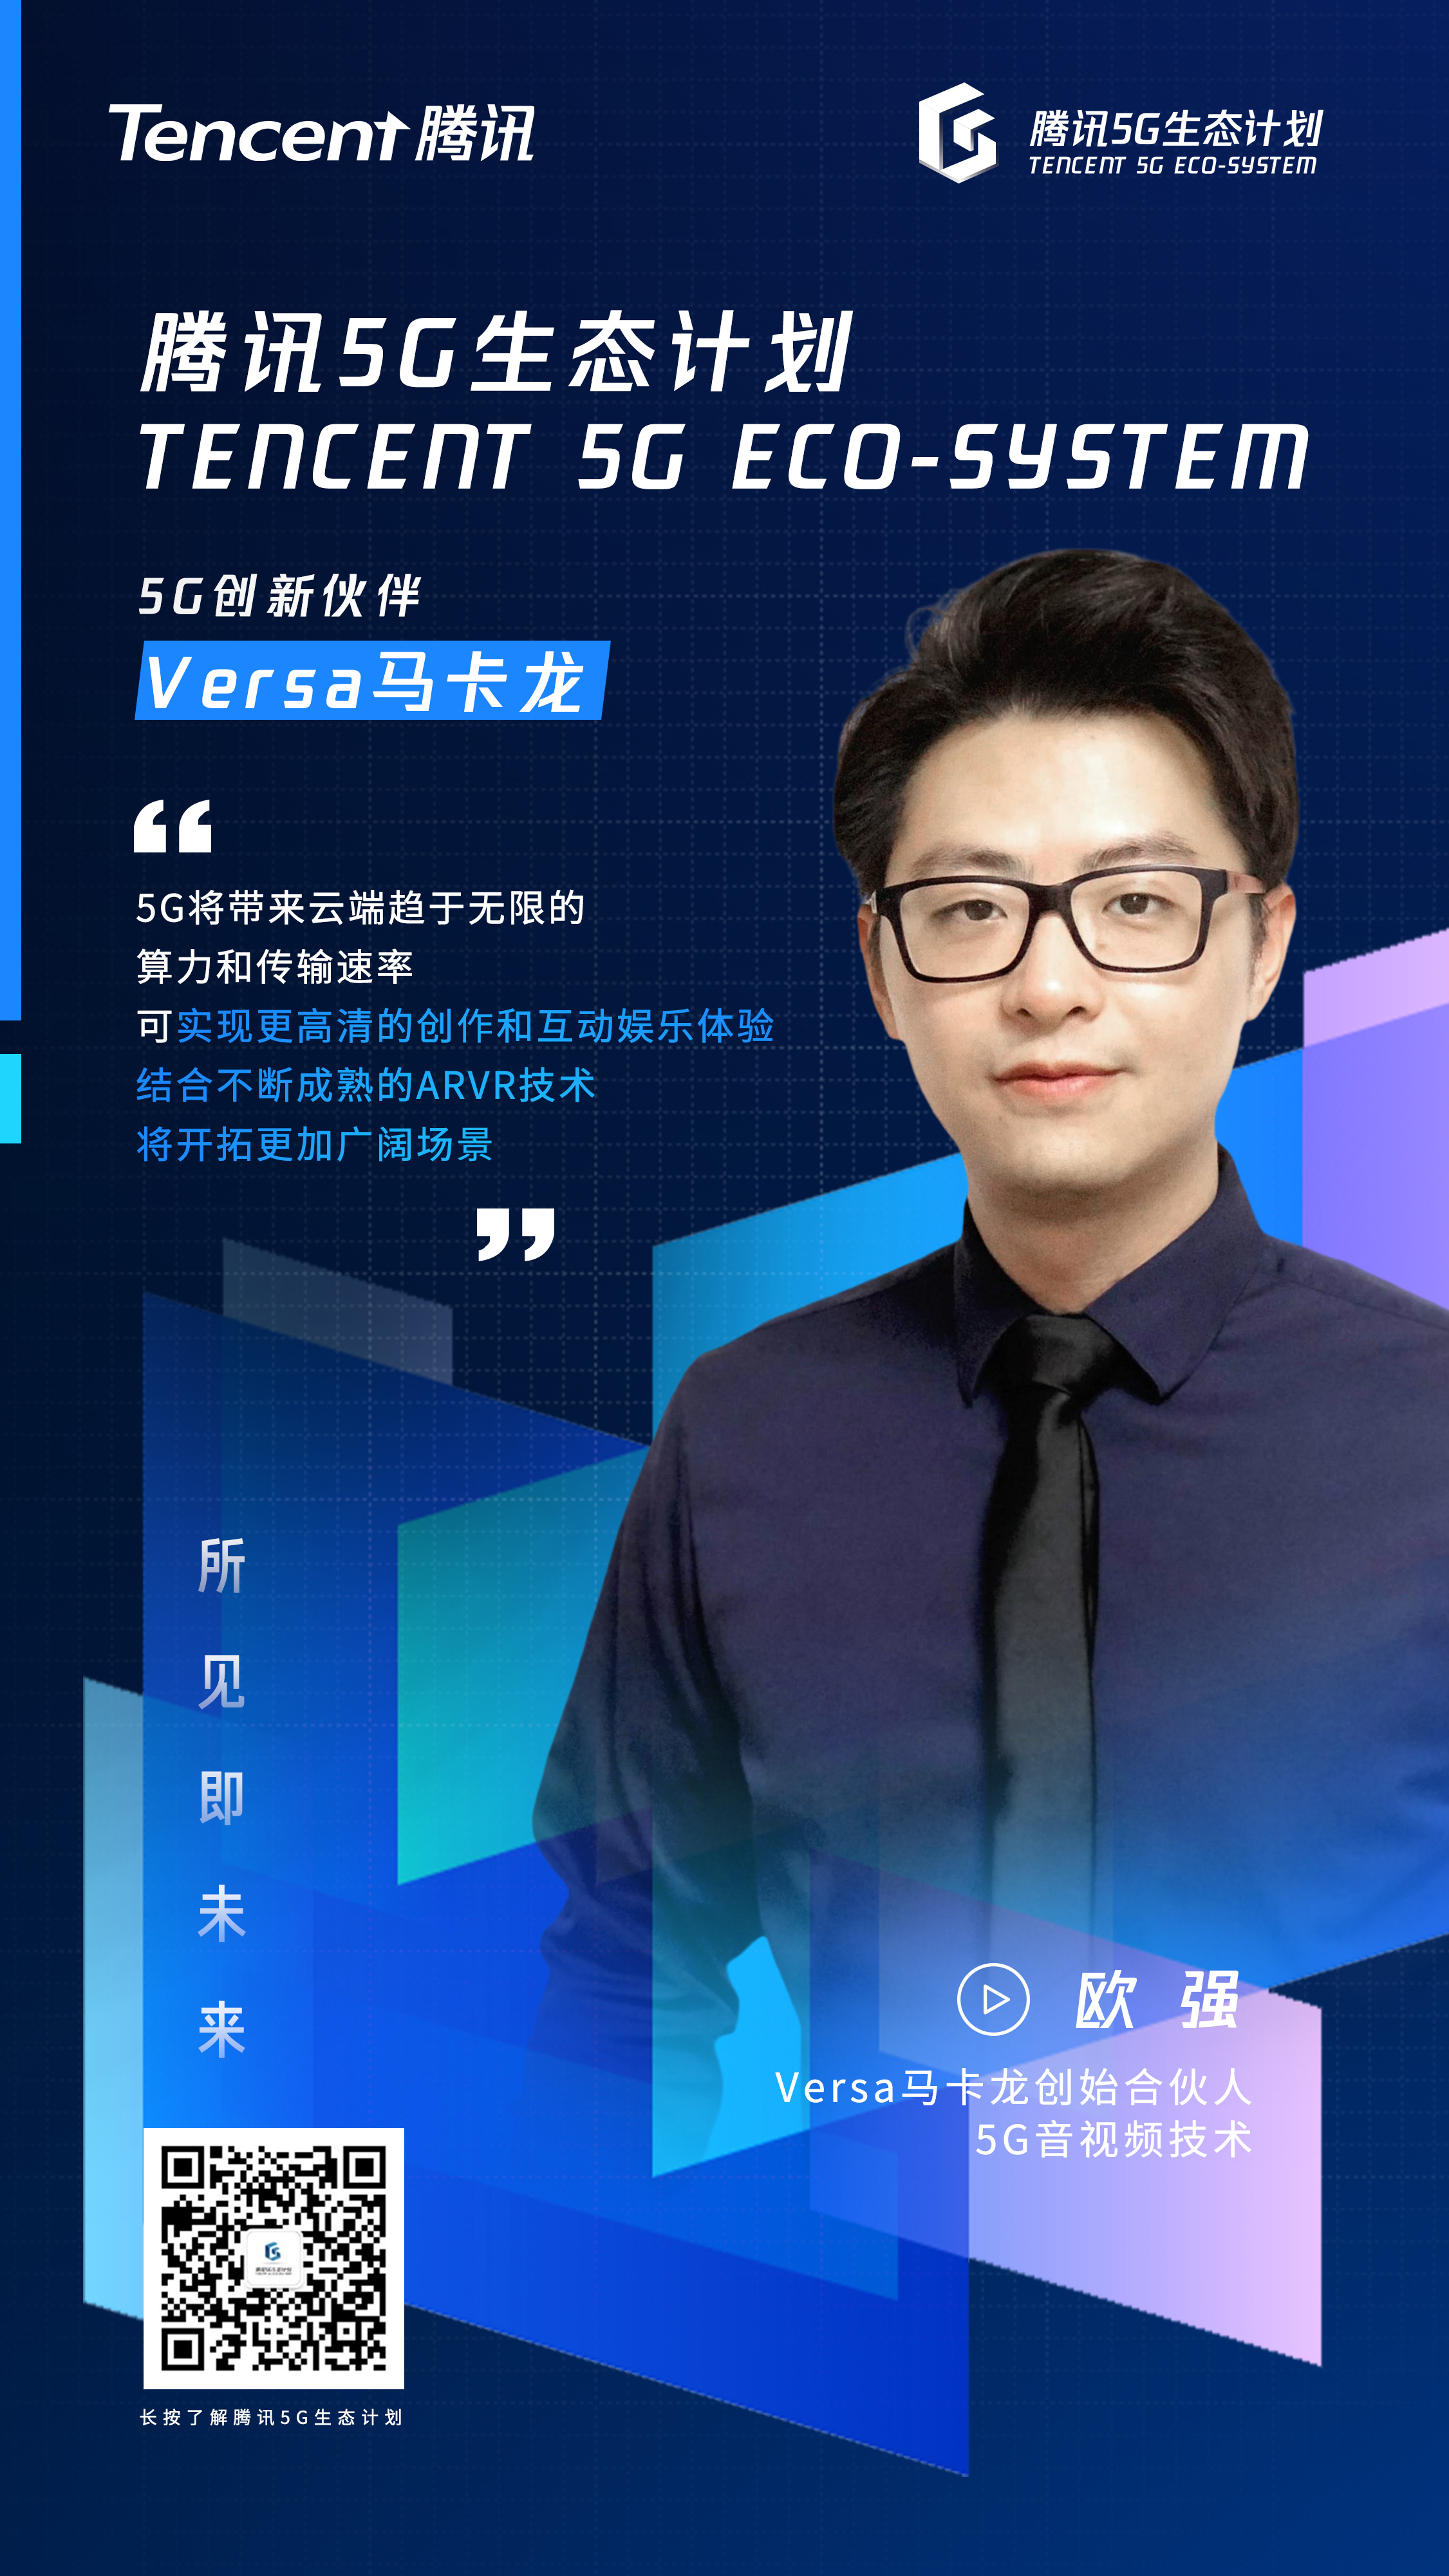 Tencent腾讯
腾讯5G生态计划
TENCENT 5G ECO-SYSTEM
腾讯5G生态计划
TENCENT 5G ECO-SYSTEM
5G创新伙伴
Versa马卡龙
“
5G将带来云端趋于无限的
算力和传输速率
可实现更高清的创作和互动娱乐体验
结合不断成熟的ARVR技术
将开拓更加广阔场景
”
所见即未来
欧强
Versa马卡龙创始合伙人
5G音视频技术
长按了解腾讯5G生态计划